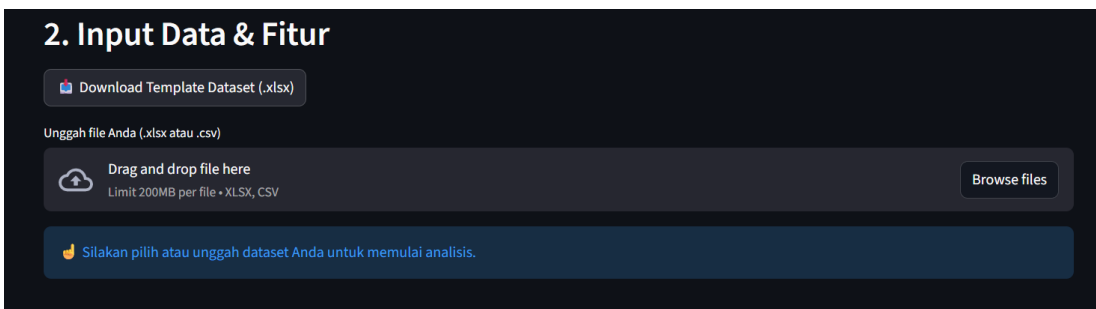 2. Input Data & Fitur
Download Template Dataset (.xlsx)
Unggah file Anda (.xlsx atau .csv)
Drag and drop file here
Limit 200MB per file • XLSX, CSV
Browse files
Silakan pilih atau unggah dataset Anda untuk memulai analisis.